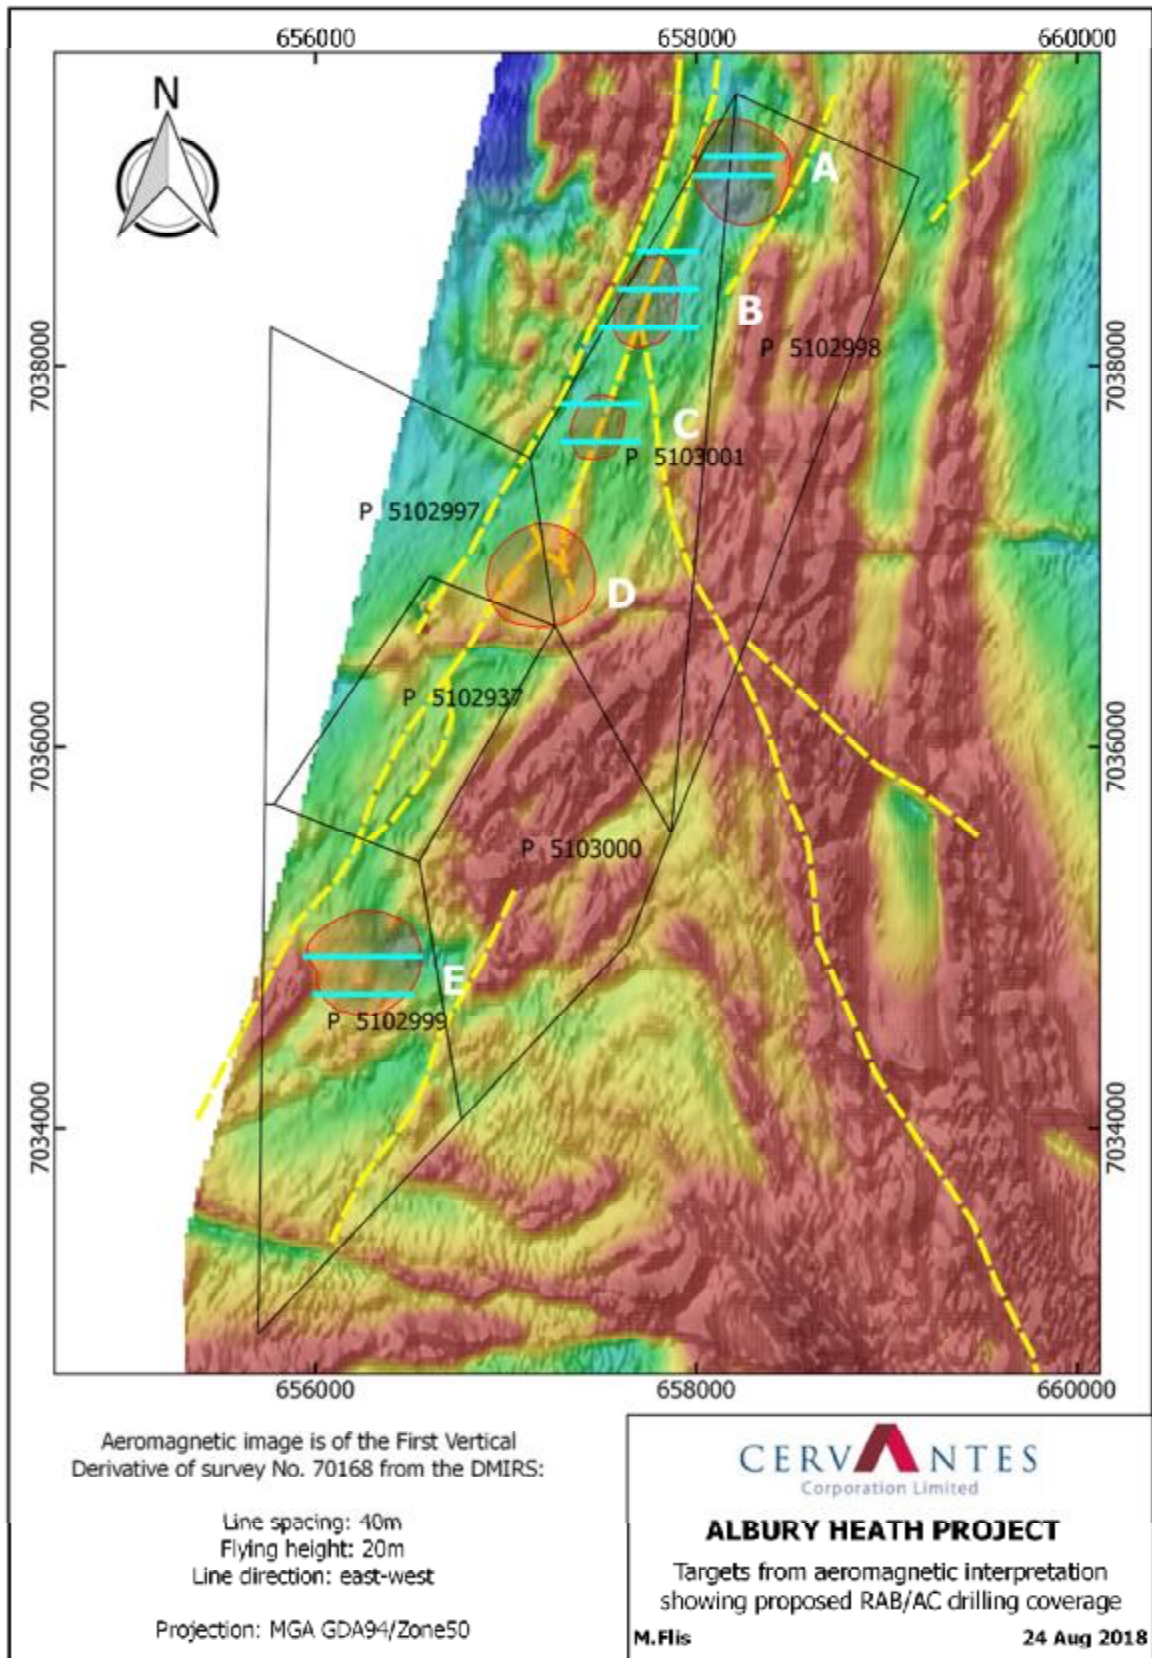 656000 658000 660000
N
A
B
P 5102998
7038000
7038000
C
P 5103001
P 5102997
D
P 5102937
7036000
7036000
P 5103000
E
P 5102999
7034000
7034000
656000 658000 660000
Aeromagnetic image is of the First Vertical
Derivative of survey No. 70168 from the DMIRS:
Line spacing: 40m
Flying height: 20m
Line direction: east-west
Projection: MGA GDA94/Zone50
CERVANTES
Corporation Limited
ALBURY HEATH PROJECT
Targets from aeromagnetic interpretation
showing proposed RAB/AC drilling coverage
M.Flis 24 Aug 2018